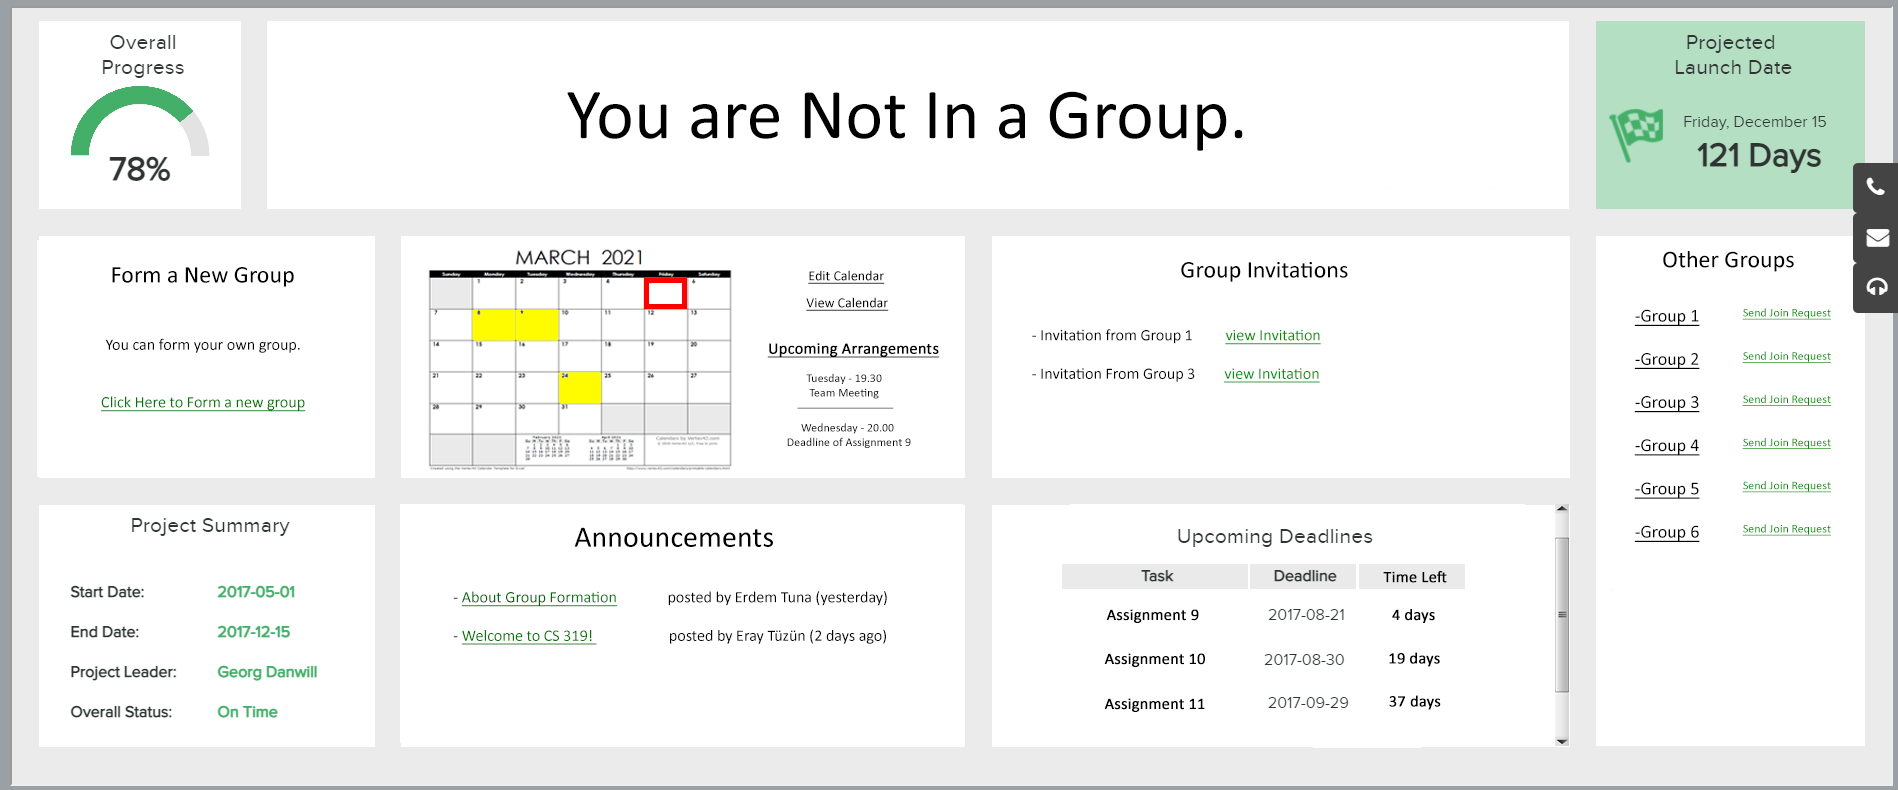 Overall
Progress
78%
You are Not In a Group.
Projected
Launch Date
Friday, December 15
121 Days
Form a New Group
You can form your own group.
Click Here to Form a new group
MARCH 2021
Sunday Monday Tuesday Wednesday Thursday Friday Saturday
1 2 3 4 6
7 8 9 10 11 12 13
14 15 16 17 18 19 20
21 22 23 24 25 26 27
28 29 30 31
February 2021 April 2021
Edit Calendar
View Calendar
Upcoming Arrangements
Tuesday - 19.30
Team Meeting
Wednesday - 20.00
Deadline of Assignment 9
Group Invitations
- Invitation from Group 1 view Invitation
- Invitation From Group 3 view Invitation
Other Groups
-Group 1 Send Join Request
-Group 2 Send Join Request
-Group 3 Send Join Request
-Group 4 Send Join Request
-Group 5 Send Join Request
-Group 6 Send Join Request
Project Summary
Start Date: 2017-05-01
End Date: 2017-12-15
Project Leader: Georg Danwill
Overall Status: On Time
Announcements
- About Group Formation posted by Erdem Tuna (yesterday)
- Welcome to CS 319! posted by Eray Tüzün (2 days ago)
Upcoming Deadlines
Task Deadline Time Left
Assignment 9 2017-08-21 4 days
Assignment 10 2017-08-30 19 days
Assignment 11 2017-09-29 37 days